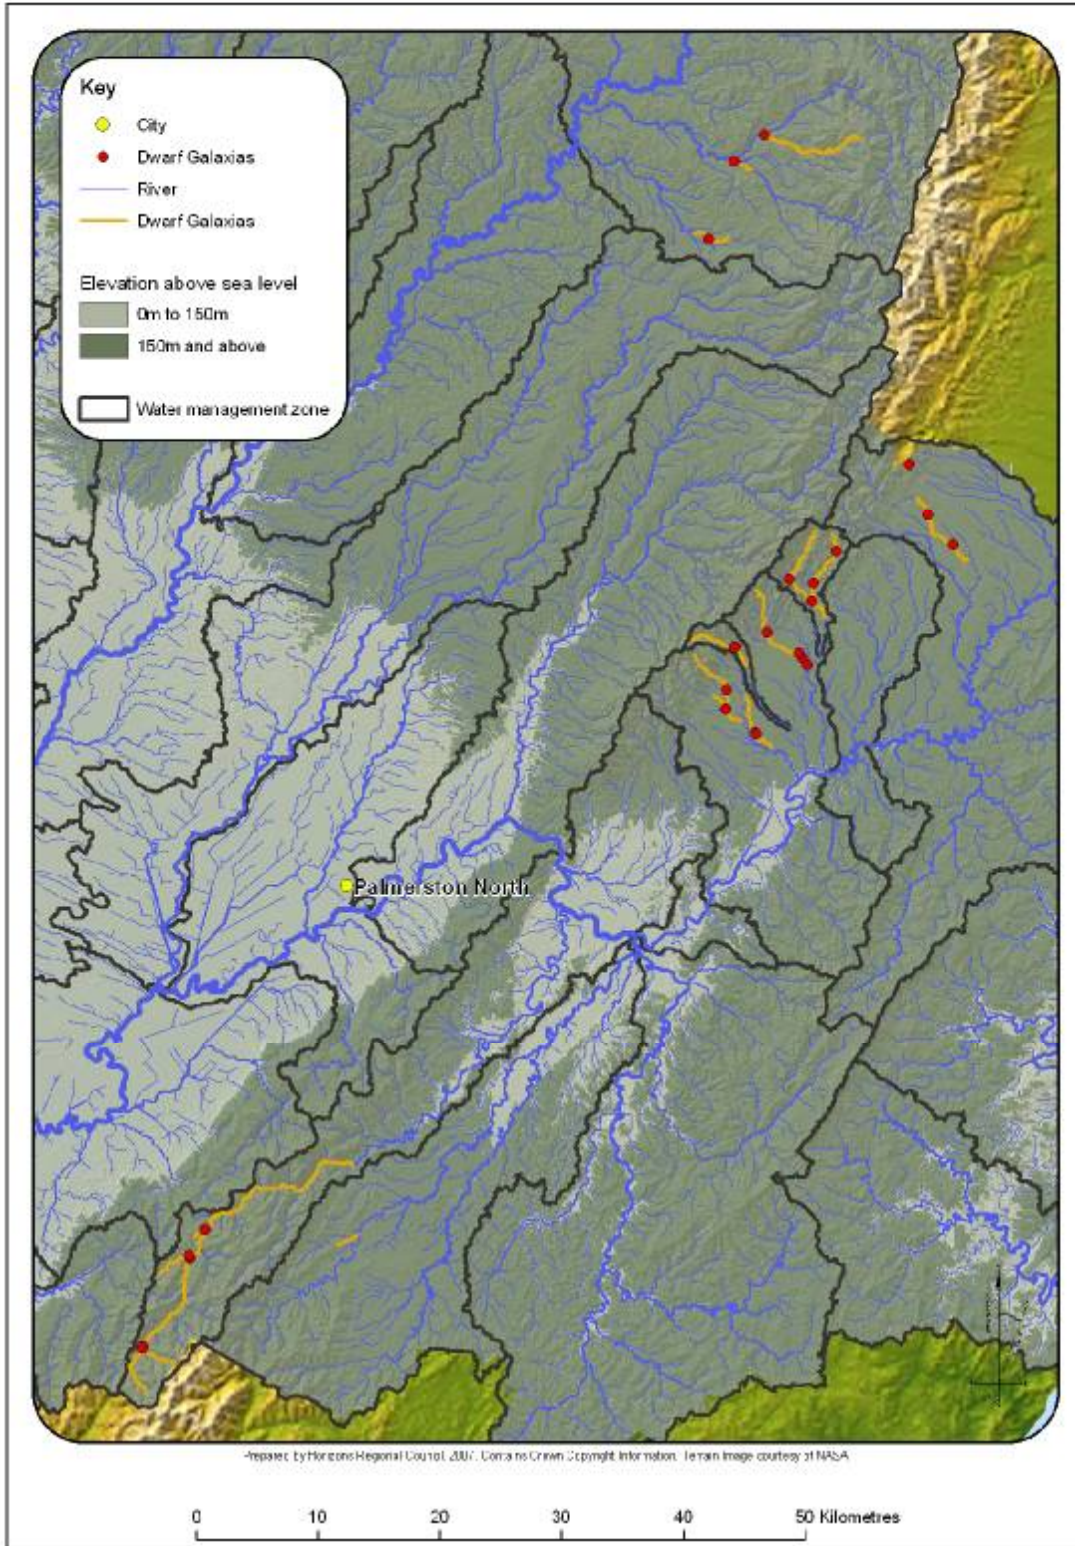 Key
City
Dwarf Galaxias
River
Dwarf Galaxias
Elevation above sea level
0m to 150m
150m and above
Water management zone
Palmerston North
Prepared by Horizons Regional Council, 2007. Contains Crown Copyright Information. Terrain Image courtesy of NASA
0 10 20 30 40 50 Kilometres